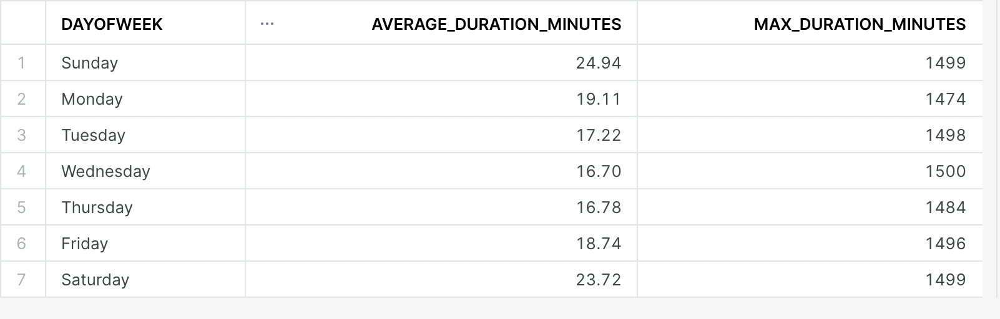 DAYOFWEEK ... AVERAGE_DURATION_MINUTES MAX_DURATION_MINUTES
1 Sunday 24.94 1499
2 Monday 19.11 1474
3 Tuesday 17.22 1498
4 Wednesday 16.70 1500
5 Thursday 16.78 1484
6 Friday 18.74 1496
7 Saturday 23.72 1499